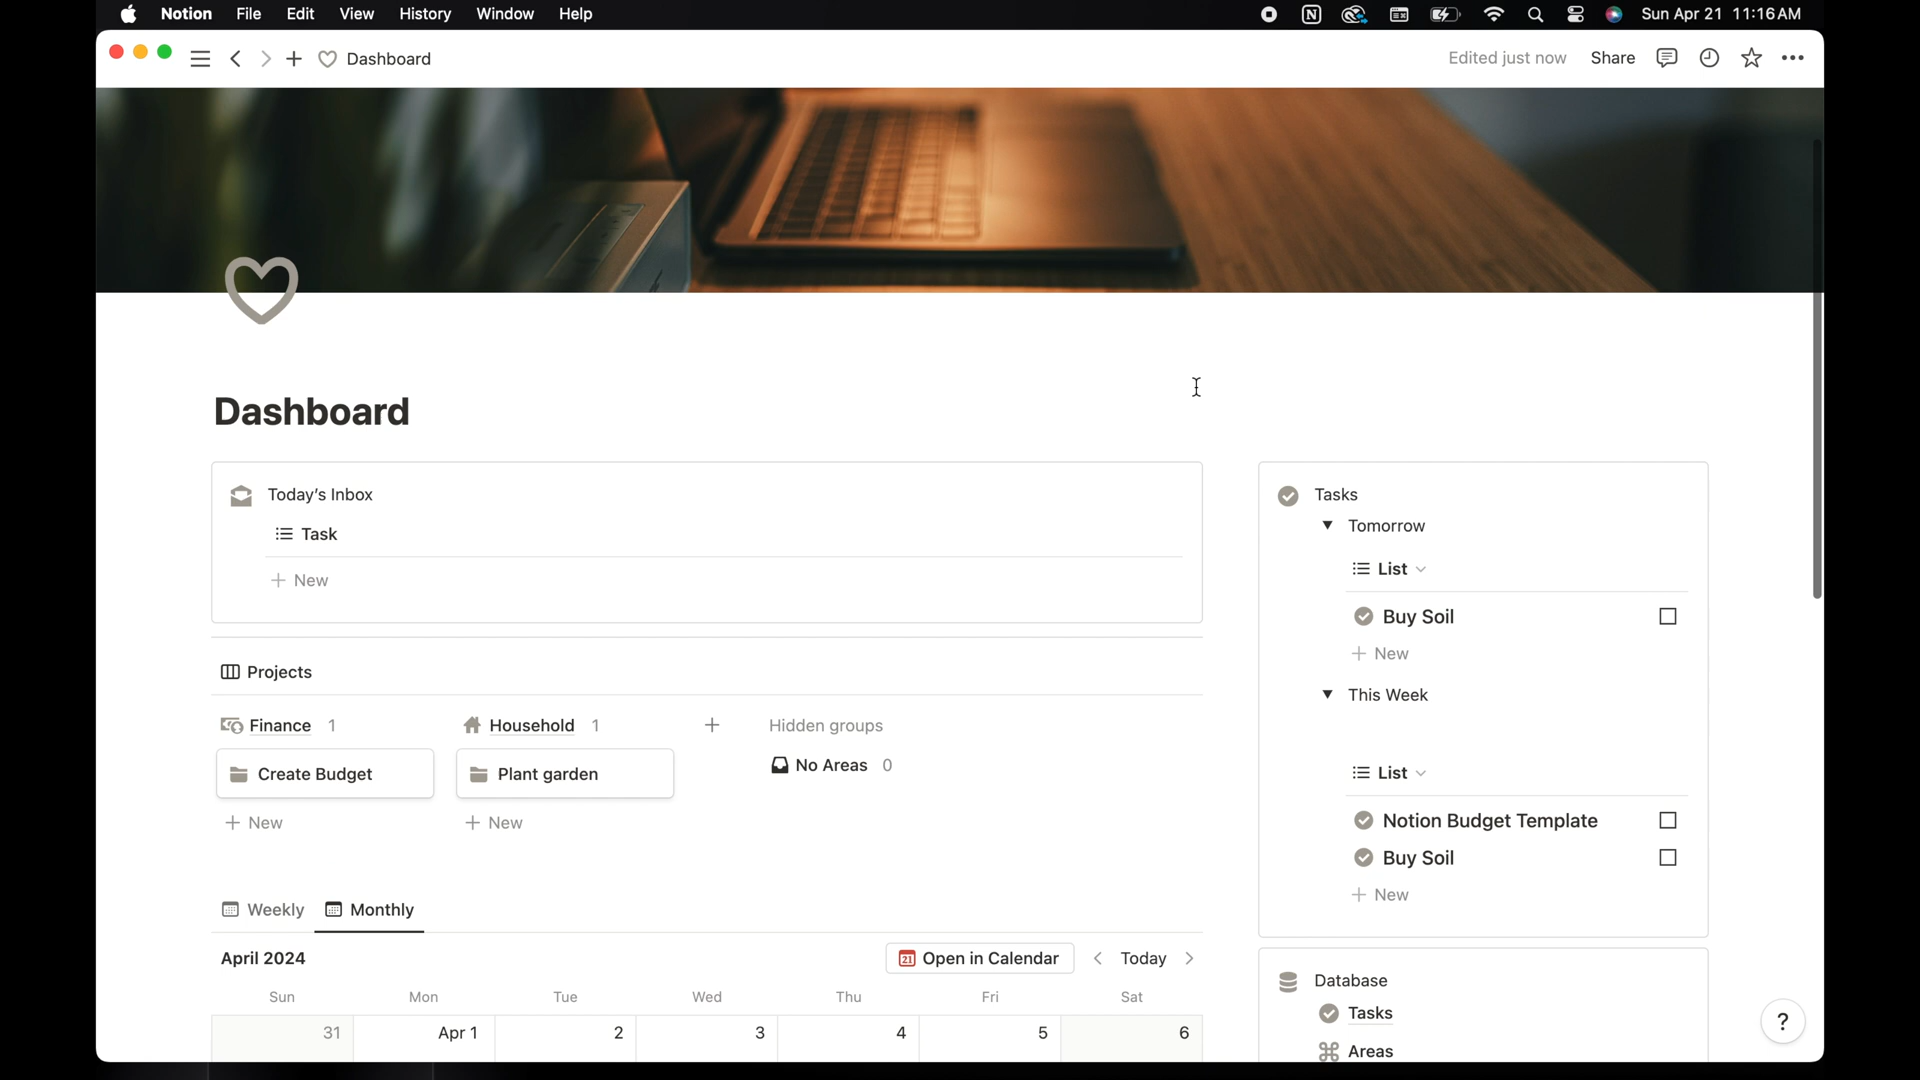 Notion File Edit View History Window Help Sun Apr 21 11:16 AM
Dashboard Edited just now Share
Dashboard
Today's Inbox
Task
+ New
Projects
Finance 1 Household 1 + Hidden groups
Create Budget Plant garden No Areas 0
+ New + New
Weekly Monthly
April 2024 21 Open in Calendar < Today >
Sun Mon Tue Wed Thu Fri Sat
31 Apr 1 2 3 4 5 6
Tasks
Tomorrow
List
Buy Soil
+ New
This Week
List
Notion Budget Template
Buy Soil
+ New
Database
Tasks
Areas
?